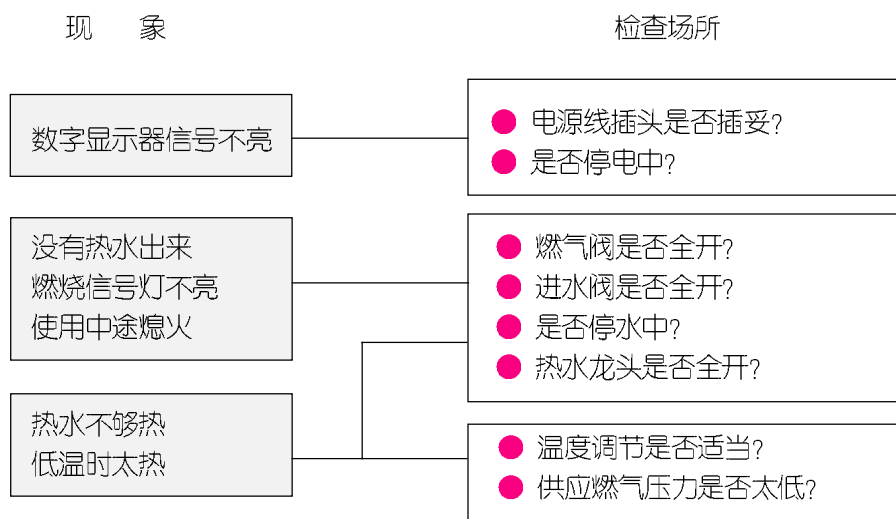 现 象
检查场所
数字显示器信号不亮
电源线插头是否插妥?
是否停电中?
没有热水出来
燃烧信号灯不亮
使用中途熄火
燃气阀是否全开?
进水阀是否全开?
是否停水中?
热水龙头是否全开?
热水不够热
低温时太热
温度调节是否适当?
供应燃气压力是否太低?